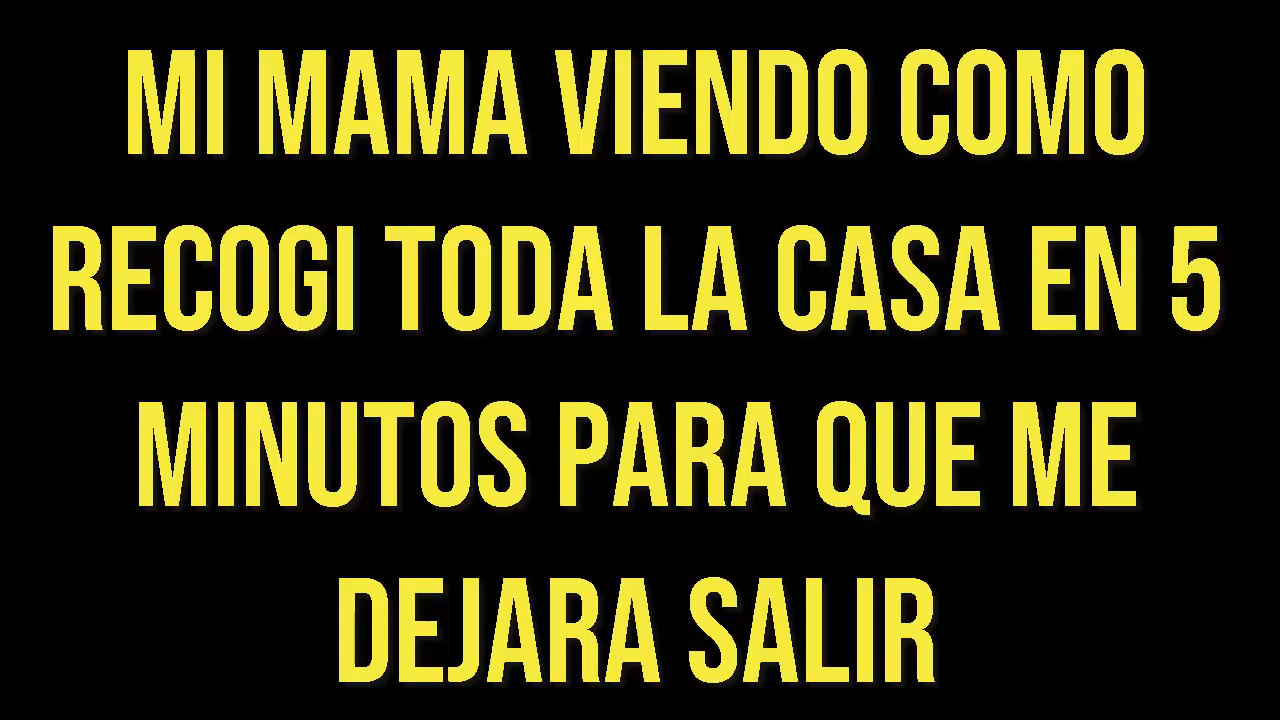 MI MAMA VIENDO COMO
RECOGI TODA LA CASA EN 5
MINUTOS PARA QUE ME
DEJARA SALIR